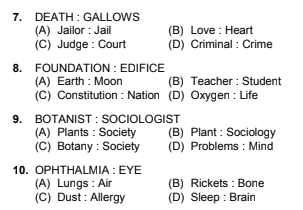 7. DEATH : GALLOWS
(A) Jailor : Jail (B) Love : Heart
(C) Judge : Court (D) Criminal : Crime
8. FOUNDATION : EDIFICE
(A) Earth : Moon (B) Teacher : Student
(C) Constitution : Nation (D) Oxygen : Life
9. BOTANIST : SOCIOLOGIST
(A) Plants : Society (B) Plant : Sociology
(C) Botany : Society (D) Problems : Mind
10. OPHTHALMIA : EYE
(A) Lungs : Air (B) Rickets : Bone
(C) Dust : Allergy (D) Sleep : Brain